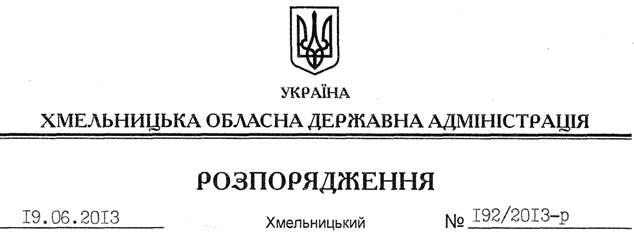 УКРАЇНА
ХМЕЛЬНИЦЬКА ОБЛАСНА ДЕРЖАВНА АДМІНІСТРАЦІЯ
РОЗПОРЯДЖЕННЯ
19.06.2013 Хмельницький № 192/2013-р